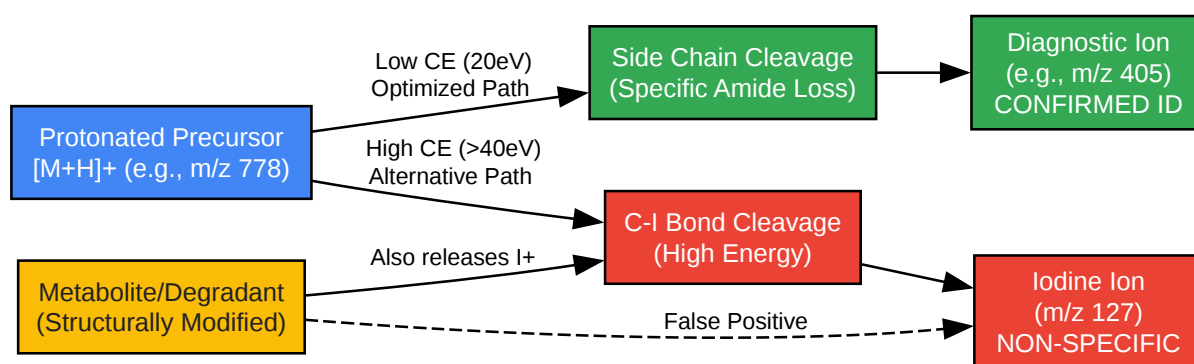 Low CE (20eV)
Optimized Path
Side Chain Cleavage
(Specific Amide Loss)
Diagnostic Ion
(e.g., m/z 405)
CONFIRMED ID
Protonated Precursor
[M+H]+ (e.g., m/z 778)
High CE (>40eV)
Alternative Path
C-I Bond Cleavage
(High Energy)
Also releases I+
Metabolite/Degradant
(Structurally Modified)
False Positive
Iodine Ion
(m/z 127)
NON-SPECIFIC